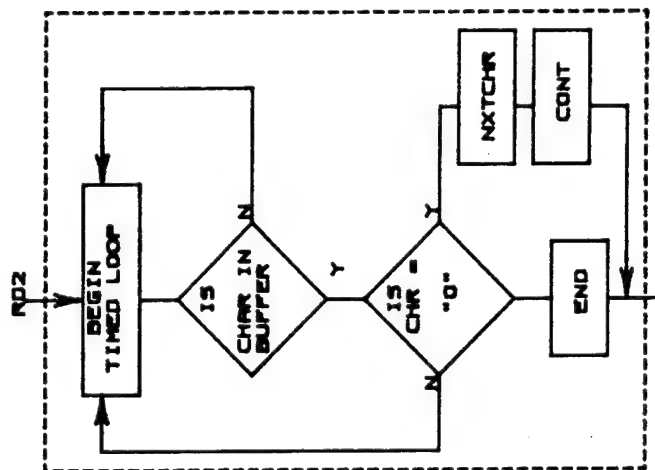 RD2
BEGIN
TIMED LOOP
IS
CHAR IN
BUFFER
N
Y
IS
CHR =
"O"
N
Y
NXTCHR
CONT
END